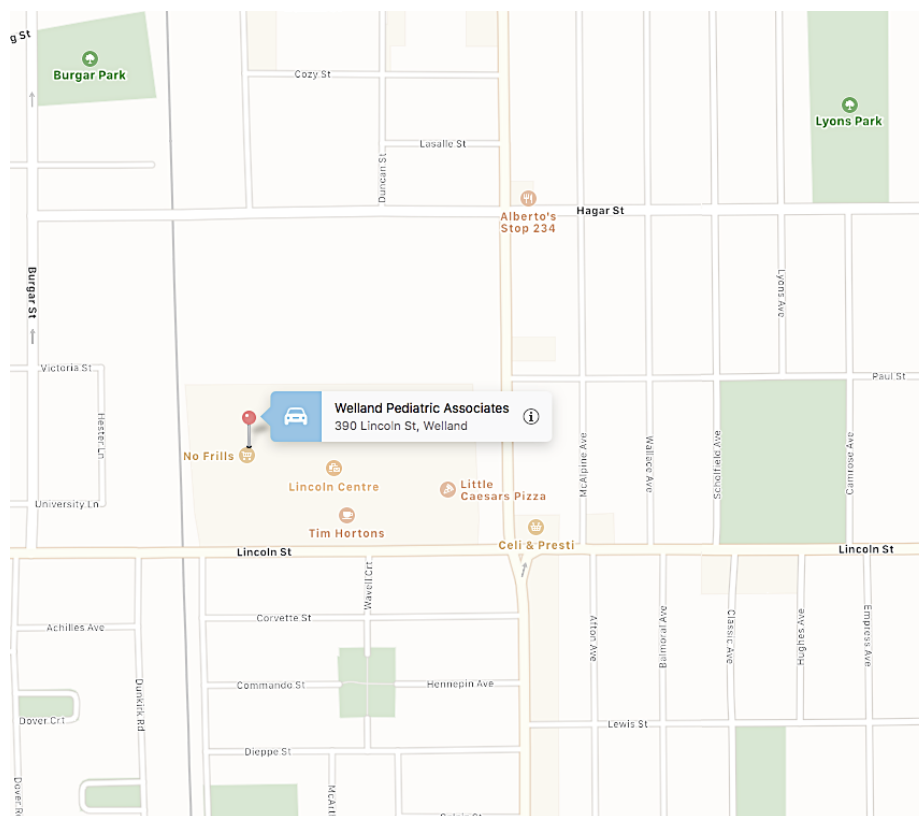 g St
Burgar Park
Cozy St
Lyons Park
Lasalle St
Duncan St
Alberto's
Stop 234
Hagar St
Burgar St
Lyons Ave
Victoria St
Paul St
Welland Pediatric Associates
390 Lincoln St, Welland
Hester Ln
No Frills
Lincoln Centre
Little
Caesars Pizza
McAlpine Ave
Wallace Ave
Scholfield Ave
Camrose Ave
University Ln
Tim Hortons
Celi & Presti
Lincoln St
Lincoln St
Wavell Crt
Corvette St
Achilles Ave
Afton Ave
Balmoral Ave
Classic Ave
Hughes Ave
Empress Ave
Commando St
Hennepin Ave
Dunkirk Rd
Dover Crt
Lewis St
Dieppe St